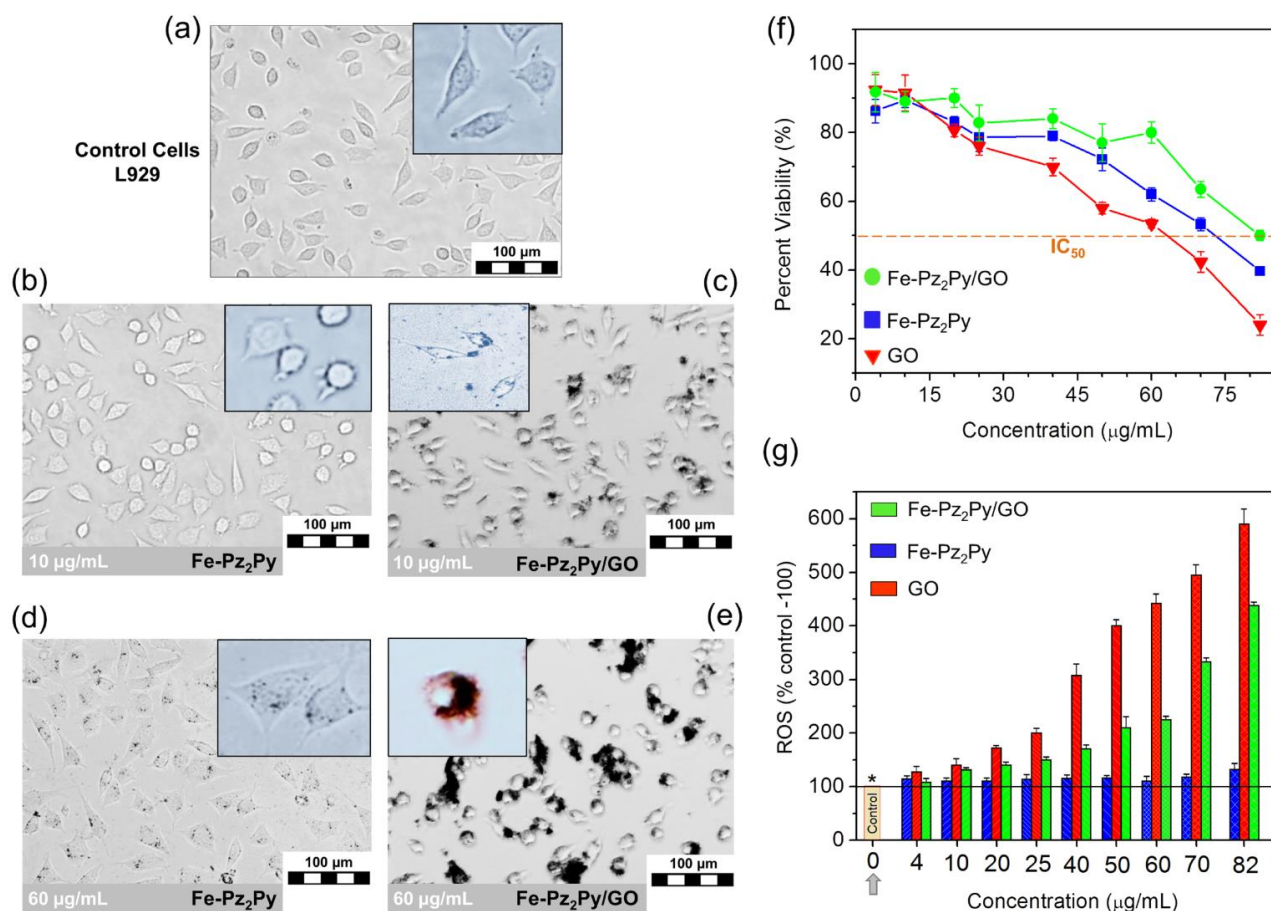 (a)
Control Cells
L929
100 µm
(b)
10 µg/mL Fe-Pz₂Py
100 µm
(c)
10 µg/mL Fe-Pz₂Py/GO
100 µm
(d)
60 µg/mL Fe-Pz₂Py
100 µm
(e)
60 µg/mL Fe-Pz₂Py/GO
100 µm
(f)
Percent Viability (%)
100
80
60
40
20
IC₅₀
Fe-Pz₂Py/GO
Fe-Pz₂Py
GO
0 15 30 45 60 75
Concentration (µg/mL)
(g)
ROS (% control -100)
600
500
400
300
200
100
0
Fe-Pz₂Py/GO
Fe-Pz₂Py
GO
*
Control
0 4 10 20 25 40 50 60 70 82
Concentration (µg/mL)